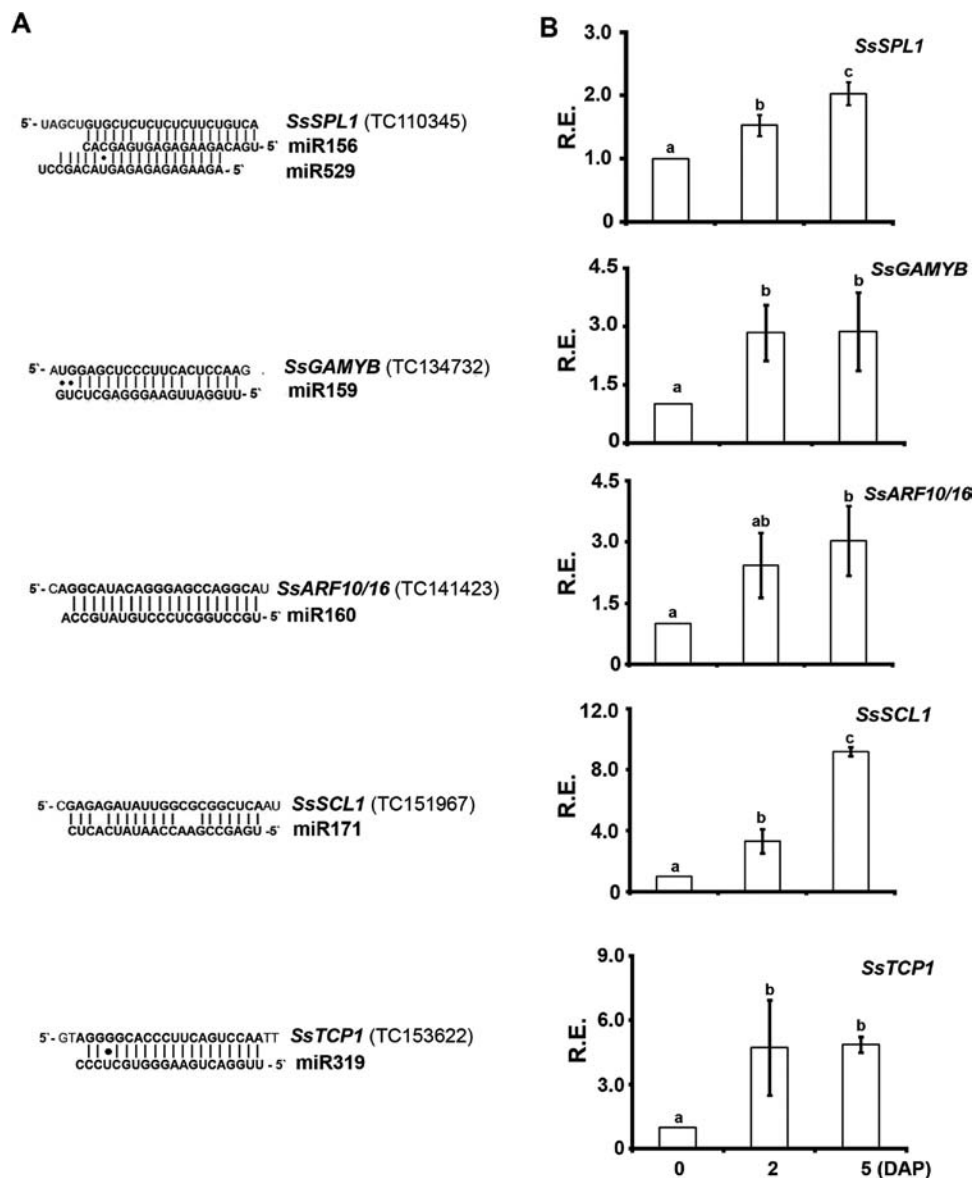 A
5`- UAGCUGUGCUCUCUCUCUUCUGUCA SsSPL1 (TC110345)
CACGAGUGAGAGAAGACAGU- 5` miR156
UCCGACAUGAGAGAGAGAAGA- 5` miR529
5`- AUGGAGCUCCCUUCACUCCAAG SsGAMYB (TC134732)
GUCUCGAGGGAAGUUAGGUU- 5` miR159
5`- CAGGCAUACAGGGAGCCAGGCAU SsARF10/16 (TC141423)
ACCGUAUGUCCCUCGGUCCGU- 5` miR160
5`- CGAGAGAUAUUGGCGCGGCUCAAU SsSCL1 (TC151967)
CUCACUAUAACCAAGCCGAGU -5` miR171
5`- GTAGGGGCACCCUUCAGUCCAATT SsTCP1 (TC153622)
CCCUCGUGGGAAGUCAGGUU - 5` miR319
B
SsSPL1
R.E.
3.0
2.0
1.0
0
a
b
c
SsGAMYB
R.E.
4.5
3.0
1.5
0
a
b
b
SsARF10/16
R.E.
4.5
3.0
1.5
0
a
ab
b
SsSCL1
R.E.
12.0
8.0
4.0
0
a
b
c
SsTCP1
R.E.
9.0
6.0
3.0
0
a
b
b
0 2 5 (DAP)